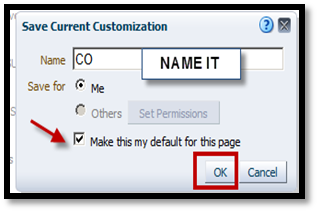 Save Current Customization
Name CO
NAME IT
Save for Me
Others Set Permissions
Make this my default for this page
OK Cancel